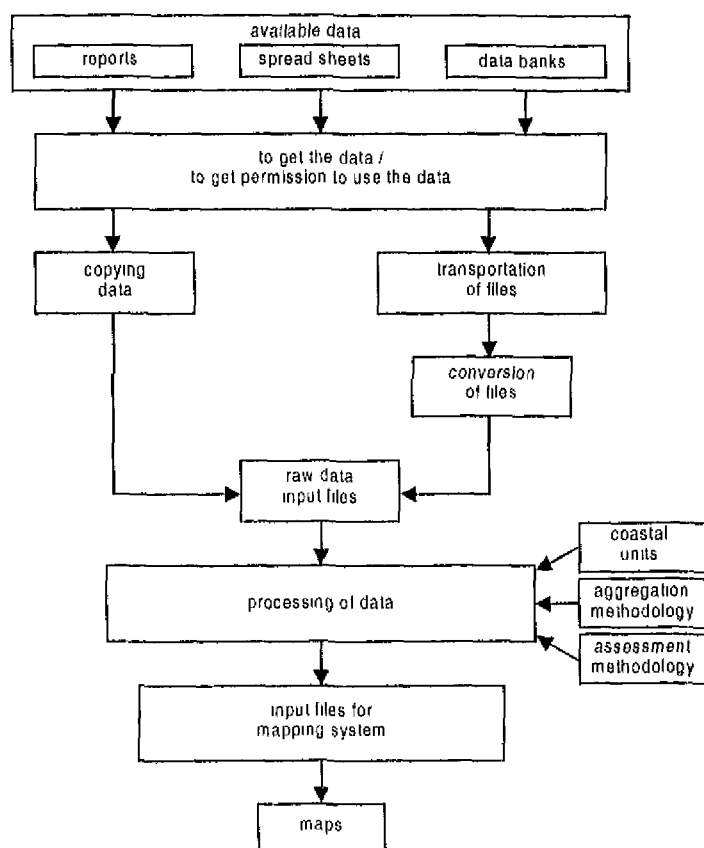 available data
reports
spread sheets
data banks
to get the data /
to get permission to use the data
copying
data
transportation
of files
conversion
of files
raw data
input files
coastal
units
processing of data
aggregation
methodology
assessment
methodology
input files for
mapping system
maps